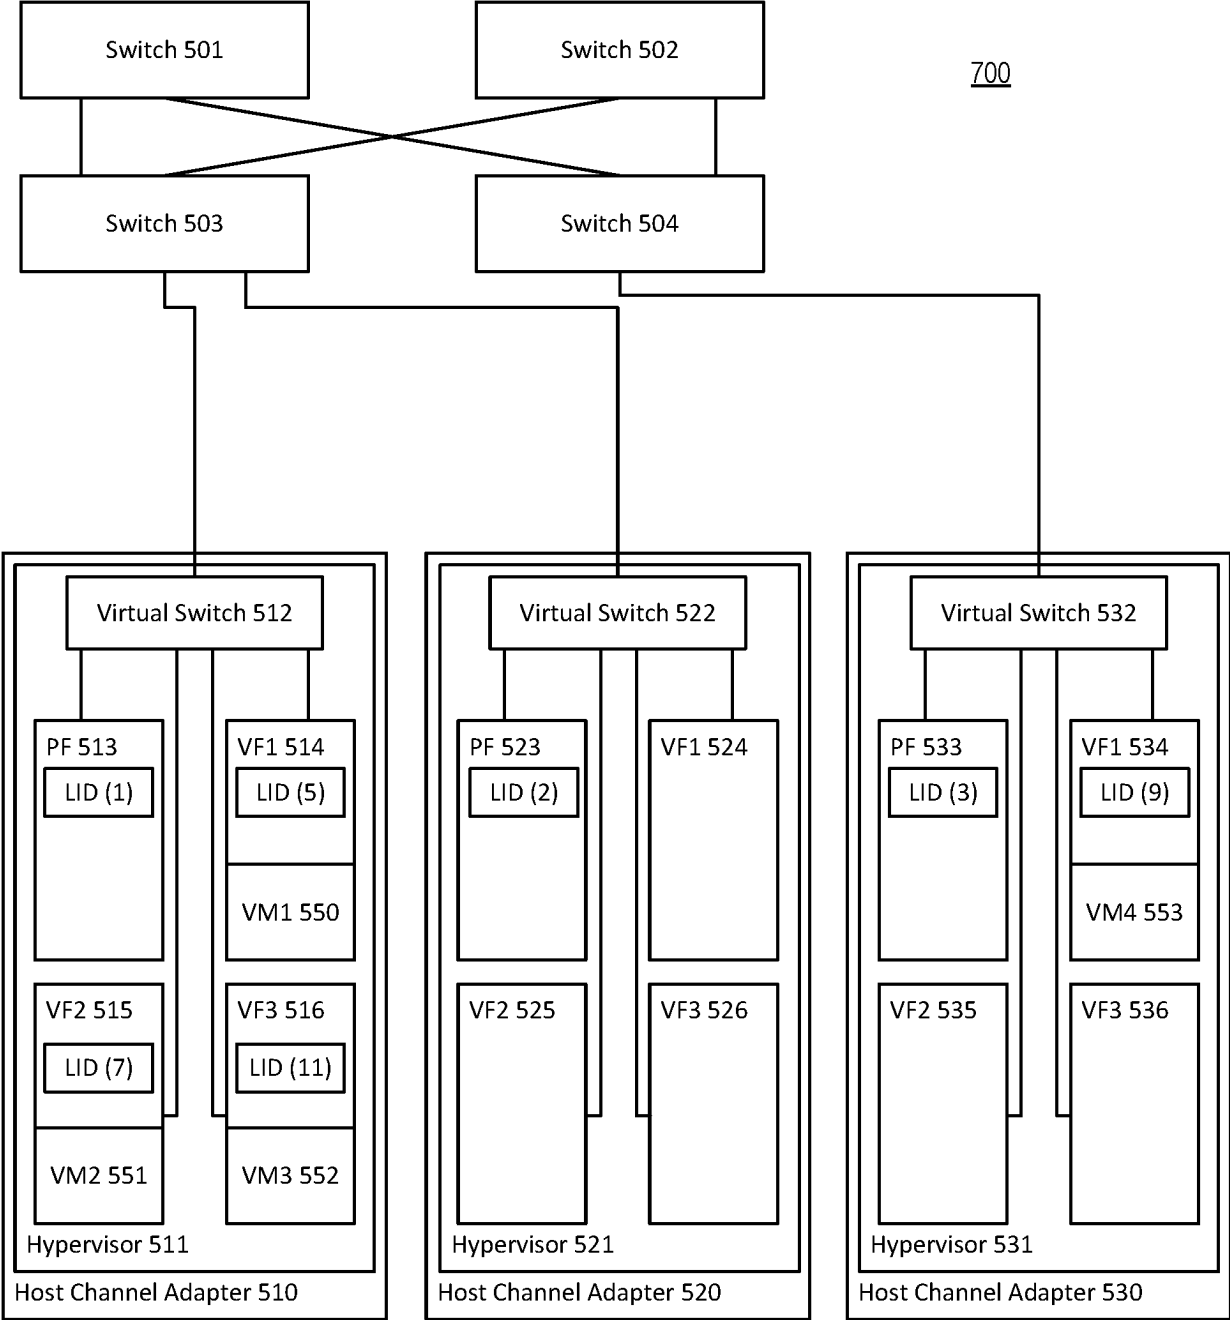 Switch 501
Switch 502
700
Switch 503
Switch 504
Virtual Switch 512
Virtual Switch 522
Virtual Switch 532
PF 513
LID (1)
VF1 514
LID (5)
VM1 550
VF2 515
LID (7)
VM2 551
VF3 516
LID (11)
VM3 552
Hypervisor 511
Host Channel Adapter 510
PF 523
LID (2)
VF1 524
VF2 525
VF3 526
Hypervisor 521
Host Channel Adapter 520
PF 533
LID (3)
VF1 534
LID (9)
VM4 553
VF2 535
VF3 536
Hypervisor 531
Host Channel Adapter 530